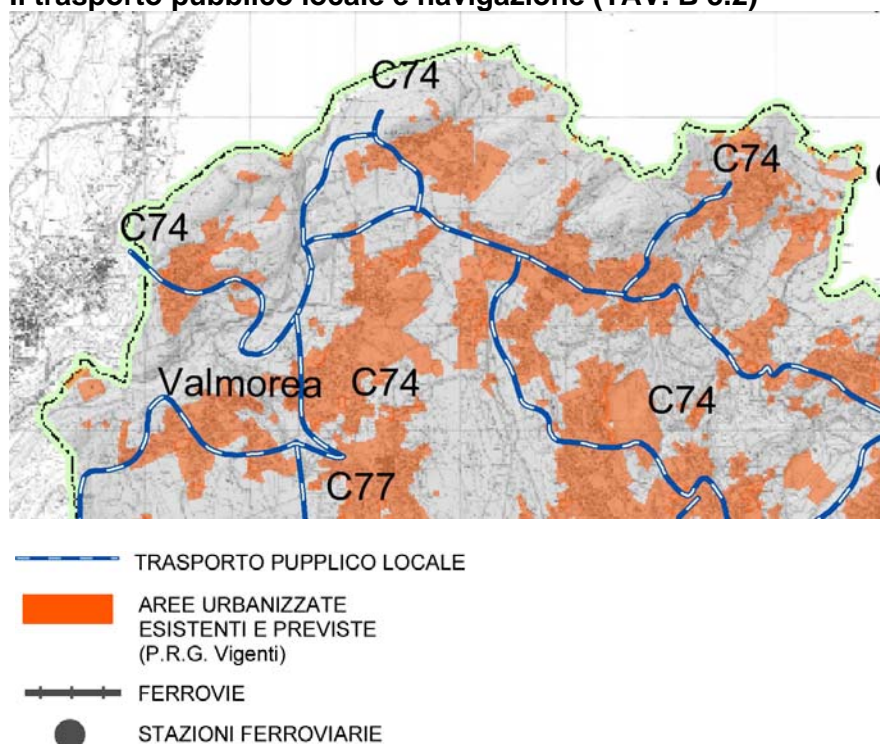 Il trasporto pubblico locale e navigazione (TAV. B 3.2)
C74
C74
C74
Valmorea
C74
C74
C77
TRASPORTO PUPPLICO LOCALE
AREE URBANIZZATE
ESISTENTI E PREVISTE
(P.R.G. Vigenti)
FERROVIE
STAZIONI FERROVIARIE